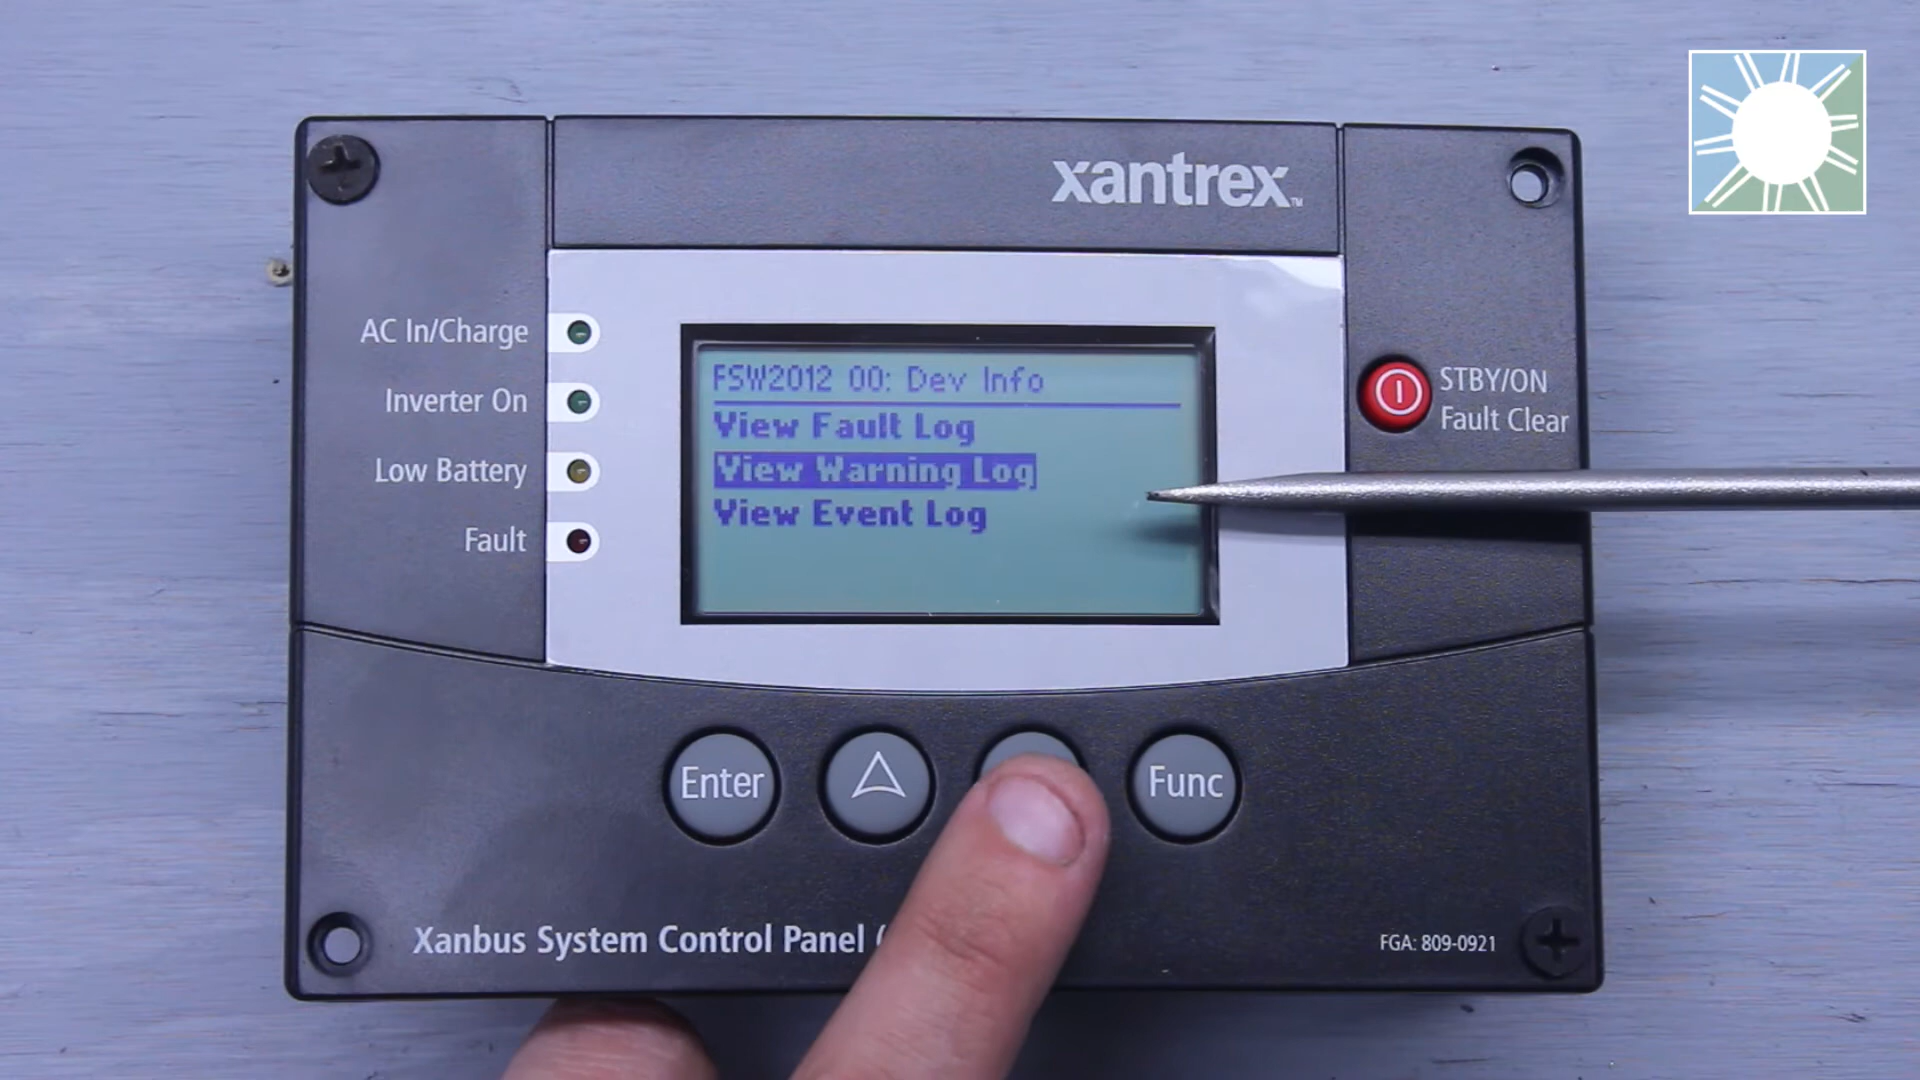 xantrex™
AC In/Charge
Inverter On
Low Battery
Fault
FSW2012 00: Dev Info
View Fault Log
View Warning Log
View Event Log
STBY/ON
Fault Clear
Enter
Func
Xanbus System Control Panel (
FGA: 809-0921